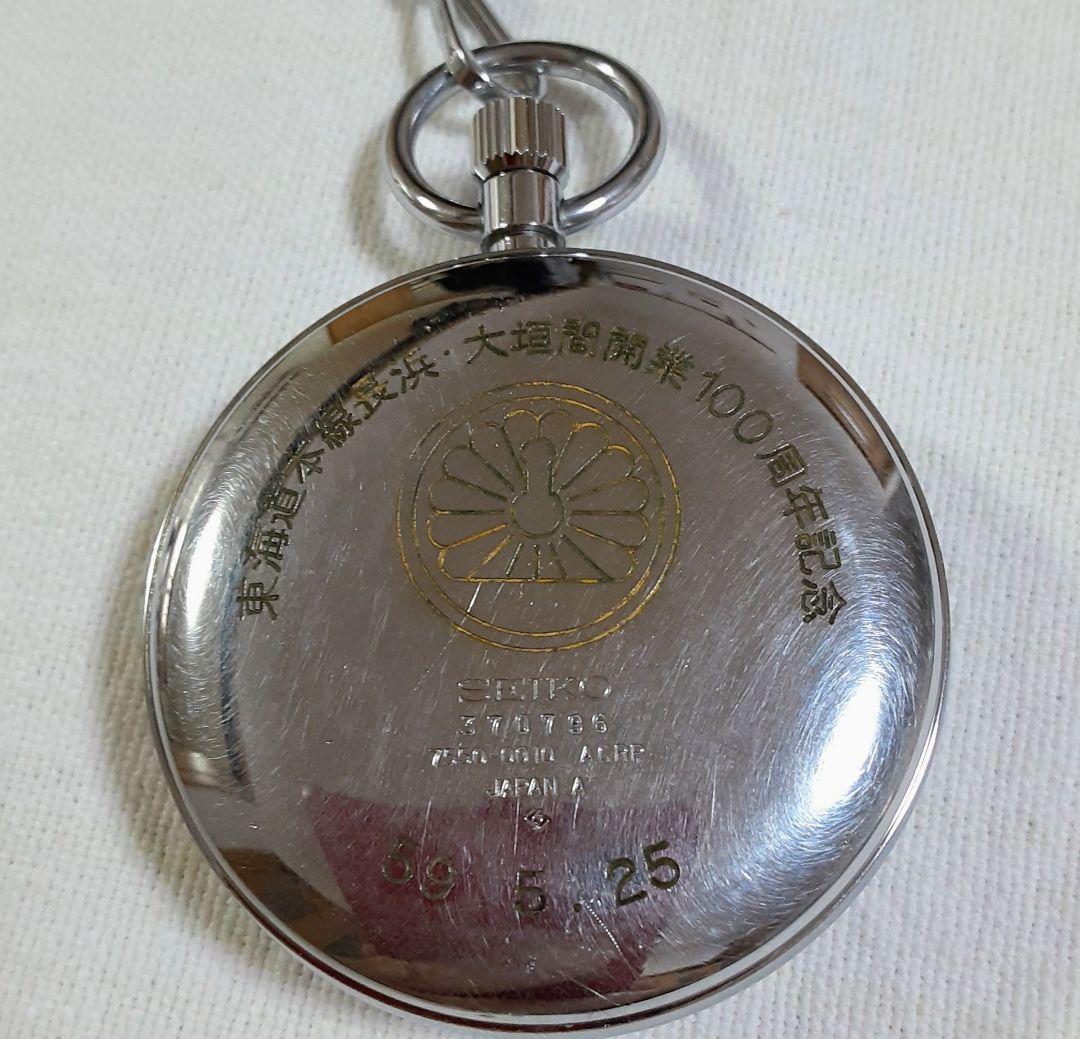 東海道本線長浜・大垣間開業100周年記念
SEIKO
370796
7550-0010 ACRP
JAPAN A
59 5.25